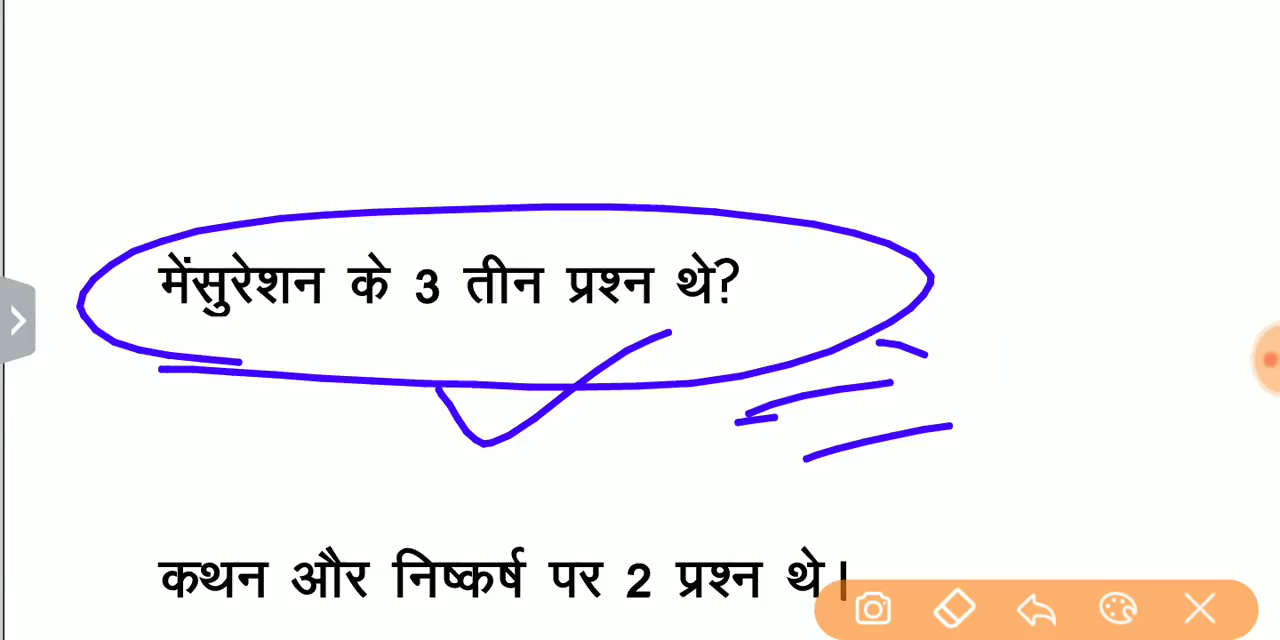 मेंसुरेशन के 3 तीन प्रश्न थे?
कथन और निष्कर्ष पर 2 प्रश्न थे।